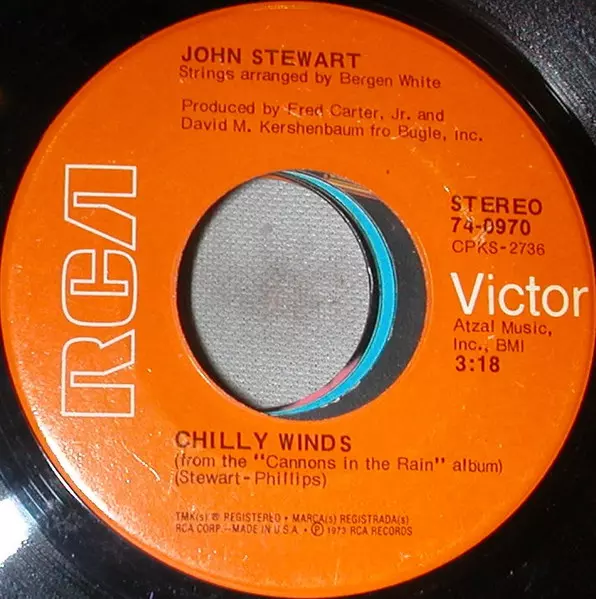 JOHN STEWART
Strings arranged by Bergen White
Produced by Fred Carter, Jr. and
David M. Kershenbaum fro Bugle, Inc.
RCA
STEREO
74-0970
CPKS-2736
Victor
Atzal Music,
Inc., BMI
3:18
CHILLY WINDS
(from the "Cannons in the Rain" album)
(Stewart-Phillips)
TMK(s) ® REGISTERED • MARCA(s) REGISTRADA(s)
RCA CORP.—MADE IN U.S.A. • ℗ 1973 RCA RECORDS